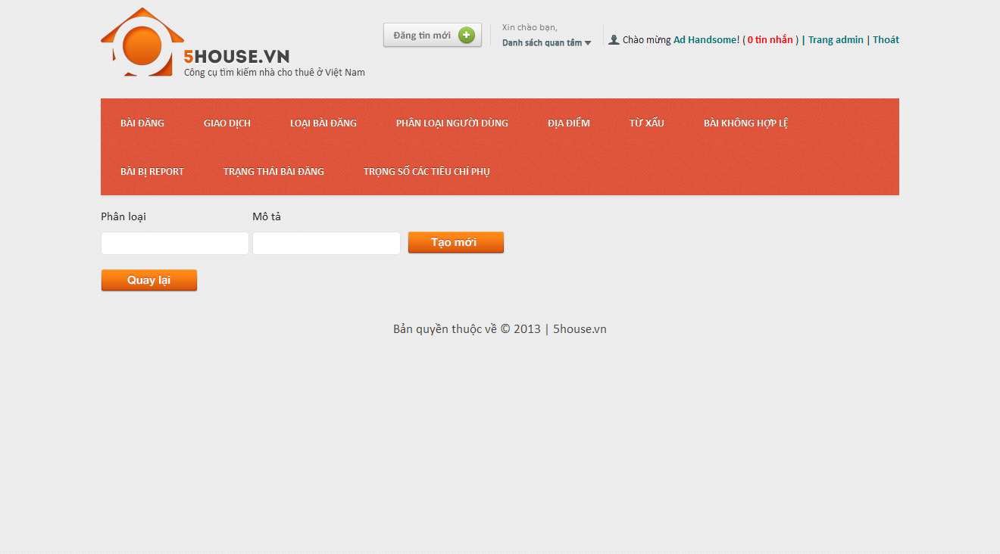 5HOUSE.VN
Công cụ tìm kiếm nhà cho thuê ở Việt Nam
Đăng tin mới
Xin chào bạn,
Danh sách quan tâm
Chào mừng Ad Handsome! ( 0 tin nhắn ) | Trang admin | Thoát
BÀI ĐĂNG GIAO DỊCH LOẠI BÀI ĐĂNG PHÂN LOẠI NGƯỜI DÙNG ĐỊA ĐIỂM TỪ XẤU BÀI KHÔNG HỢP LỆ
BÀI BỊ REPORT TRẠNG THÁI BÀI ĐĂNG TRỌNG SỐ CÁC TIÊU CHÍ PHỤ
Phân loại Mô tả
Tạo mới
Quay lại
Bản quyền thuộc về © 2013 | 5house.vn